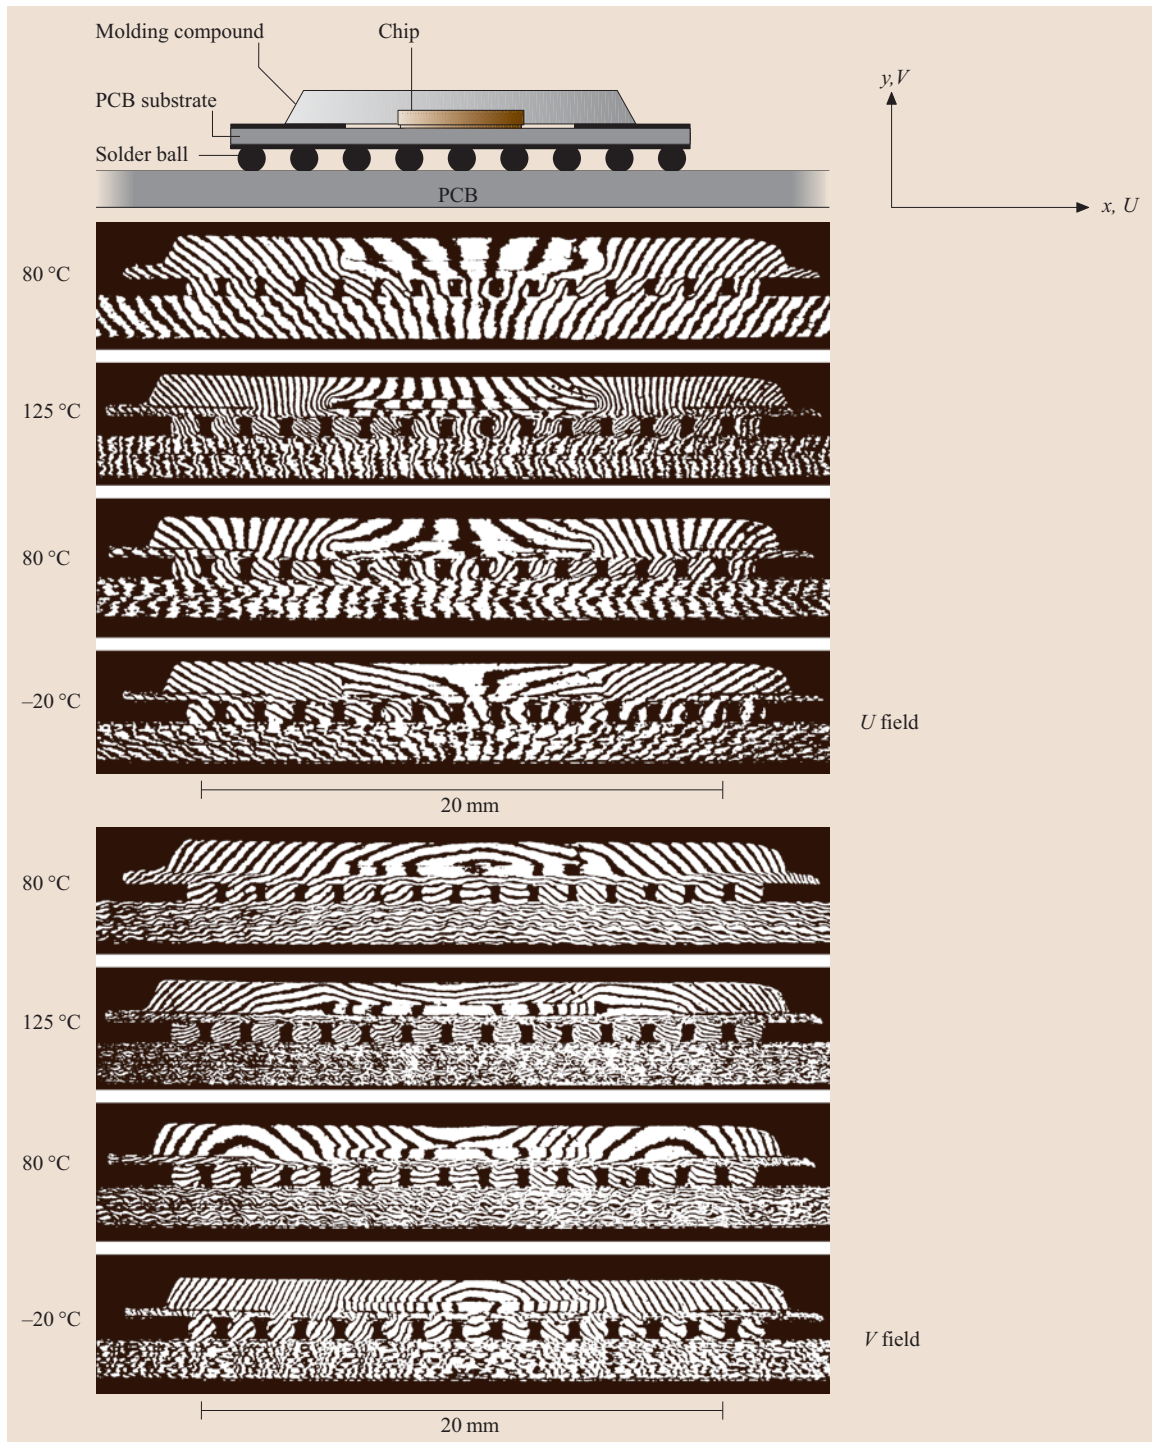 Molding compound
Chip
PCB substrate
Solder ball
PCB
y, V
x, U
80 °C
125 °C
80 °C
–20 °C
U field
20 mm
80 °C
125 °C
80 °C
–20 °C
V field
20 mm